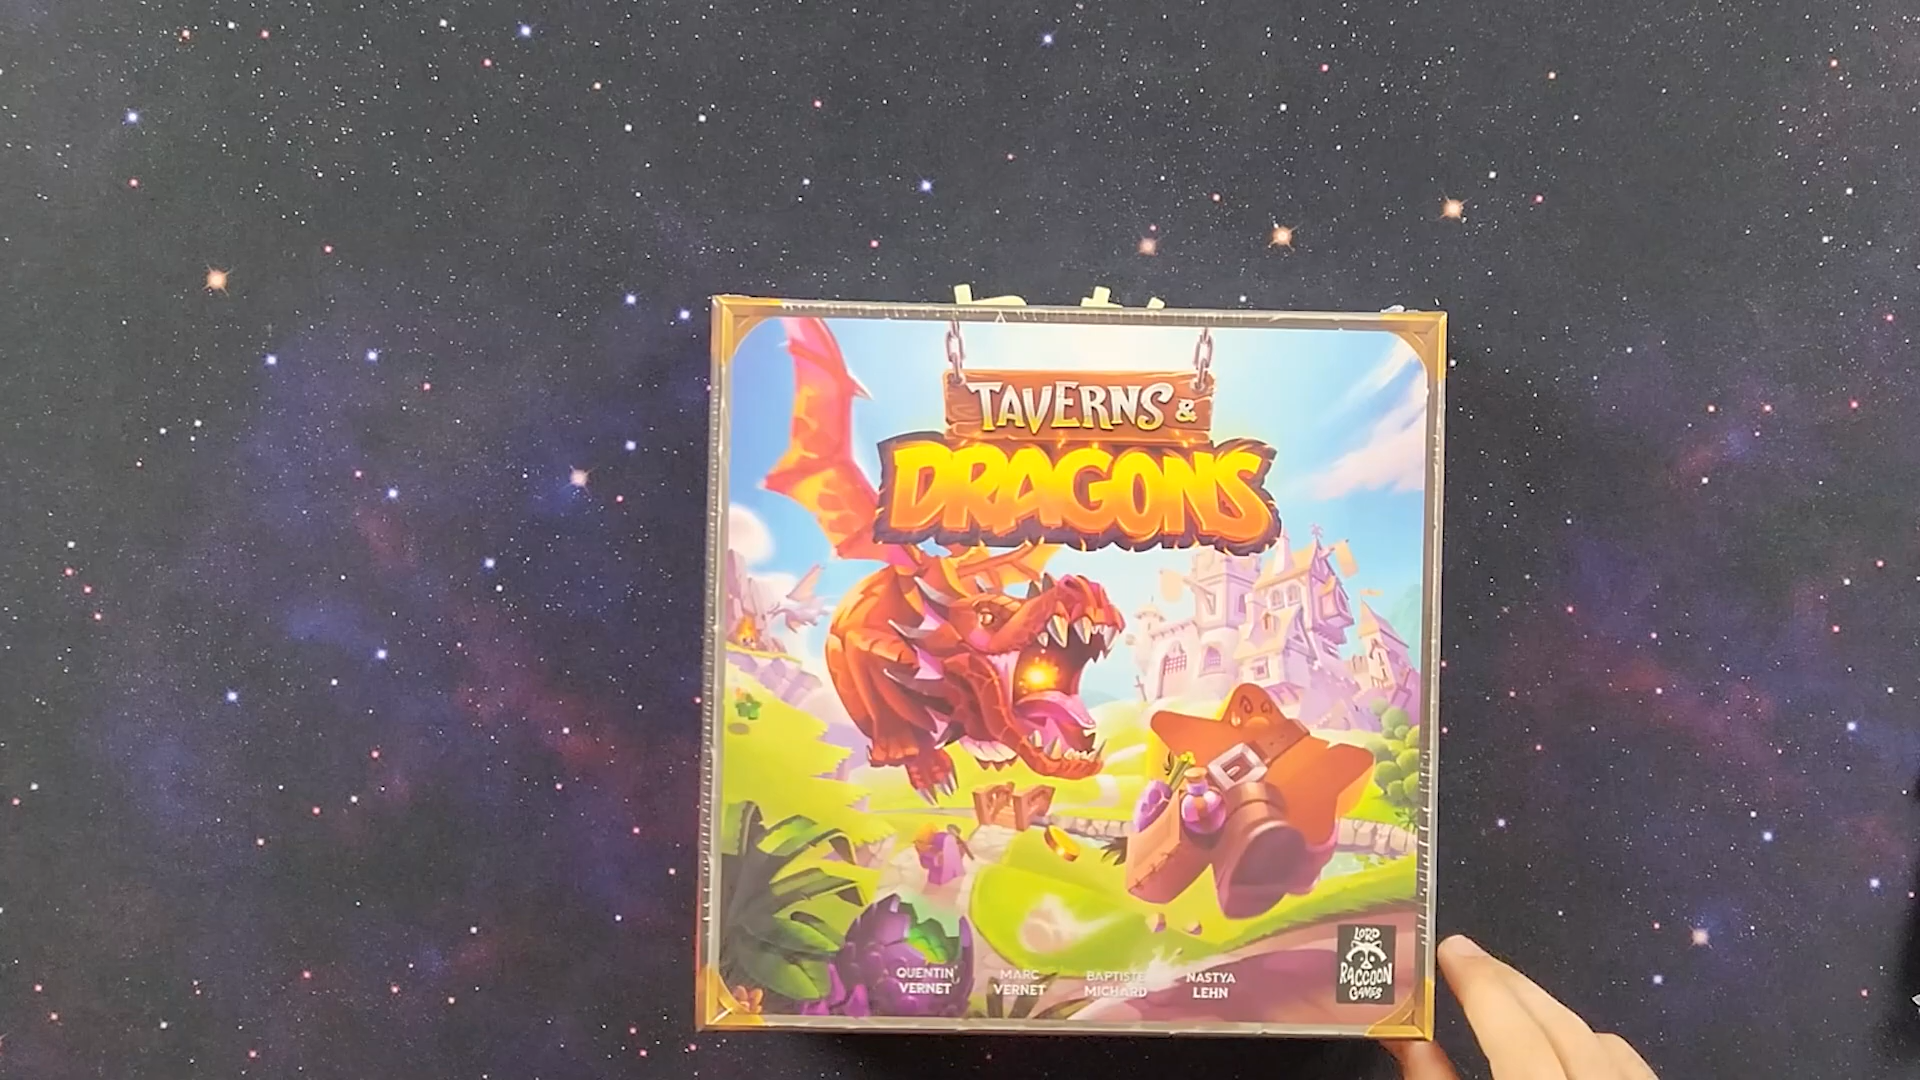 TAVERNS &
DRAGONS
QUENTIN VERNET
MARC VERNET
BAPTISTE MICHARD
NASTYA LEHN
LORD
RACCOON
GAMES